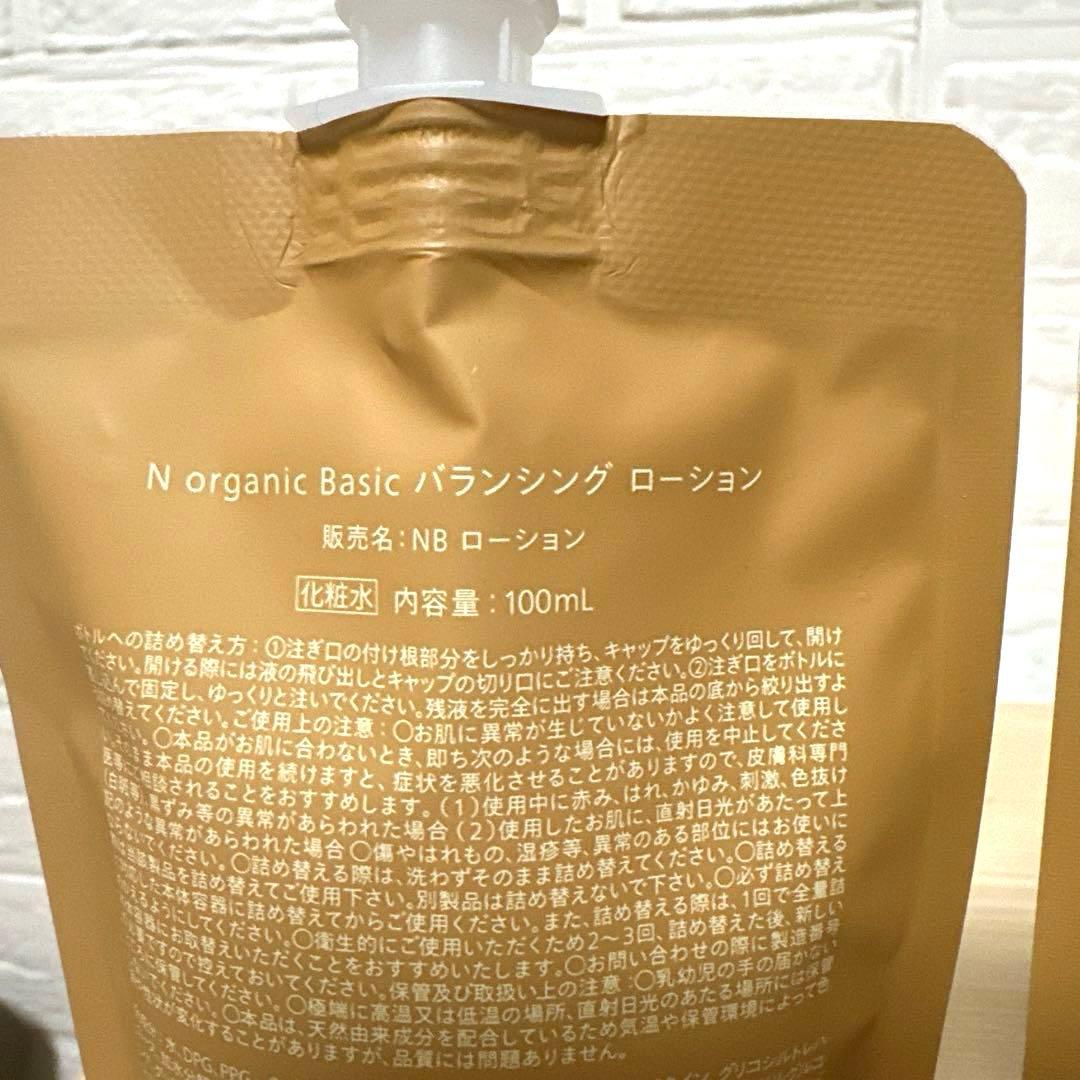 N organic Basic バランシング ローション
販売名：NB ローション
化粧水 内容量：100mL
ボトルへの詰め替え方：①注ぎ口の付け根部分をしっかり持ち、キャップをゆっくり回して、開け
ださい。開ける際には液の飛び出しとキャップの切り口にご注意ください。②注ぎ口をボトルに
込んで固定し、ゆっくりと注いでください。残液を完全に出す場合は本品の底から絞り出すよ
替えてください。ご使用上の注意：〇お肌に異常が生じていないかよく注意して使用し
〇本品がお肌に合わないとき、即ち次のような場合には、使用を中止してくださ
まま本品の使用を続けますと、症状を悪化させることがありますので、皮膚科専門
相談されることをおすすめします。（1）使用中に赤み、はれ、かゆみ、刺激、色抜け
（白斑等）、黒ずみ等の異常があらわれた場合（2）使用したお肌に、直射日光があたって上
のような異常があらわれた場合 〇傷やはれもの、湿疹等、異常のある部位にはお使いに
ないでください。〇詰め替える際は、洗わずそのまま詰め替えてください。〇詰め替える
製品を詰め替えてご使用下さい。別製品は詰め替えないで下さい。〇必ず詰め替え
本体容器に詰め替えてからご使用ください。また、詰め替える際は、1回で全量詰
えるようにしてください。〇衛生的にご使用いただくため2～3回、詰め替えた後、新しい
容器にお取替えいただくことをおすすめいたします。〇お問い合わせの際に製造番号
ですので控えておいてください。保管及び取扱い上の注意：〇乳幼児の手の届かない
に保管してください。〇極端に高温又は低温の場所、直射日光のあたる場所には保管
ください。〇本品は、天然由来成分を配合しているため気温や保管環境によって色
が変化することがありますが、品質には問題ありません。
水、DPG、PPG
グリコシルトレハ